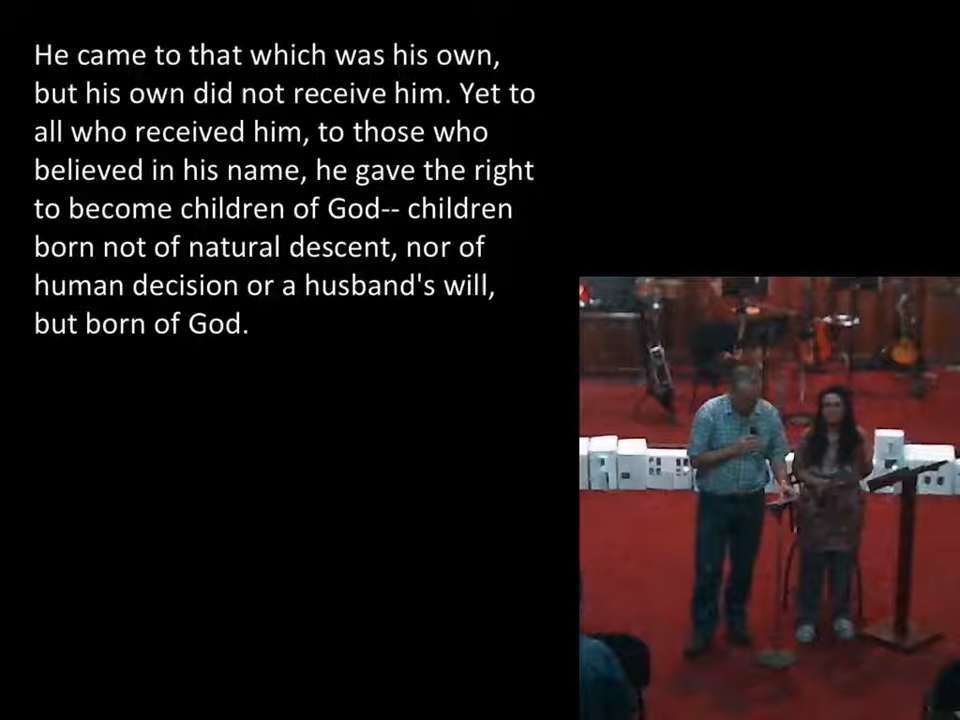 He came to that which was his own,
but his own did not receive him. Yet to
all who received him, to those who
believed in his name, he gave the right
to become children of God-- children
born not of natural descent, nor of
human decision or a husband's will,
but born of God.